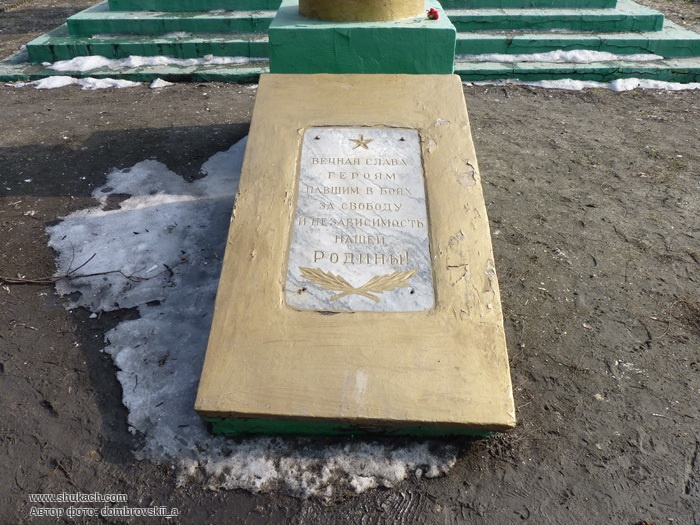 ВЕЧНАЯ СЛАВА
ГЕРОЯМ
ПАВШИМ В БОЯХ
ЗА СВОБОДУ
И НЕЗАВИСИМОСТЬ
НАШЕЙ
РОДИНЫ!
www.shukach.com
Автор фото: dombrovskii_a